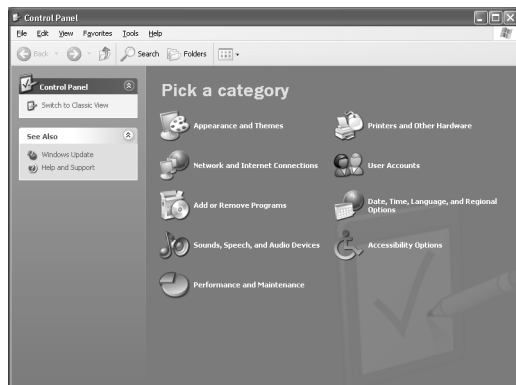 Control Panel
File Edit View Favorites Tools Help
Back Search Folders
Control Panel
Switch to Classic View
See Also
Windows Update
Help and Support
Pick a category
Appearance and Themes
Printers and Other Hardware
Network and Internet Connections
User Accounts
Add or Remove Programs
Date, Time, Language, and Regional
Options
Sounds, Speech, and Audio Devices
Accessibility Options
Performance and Maintenance